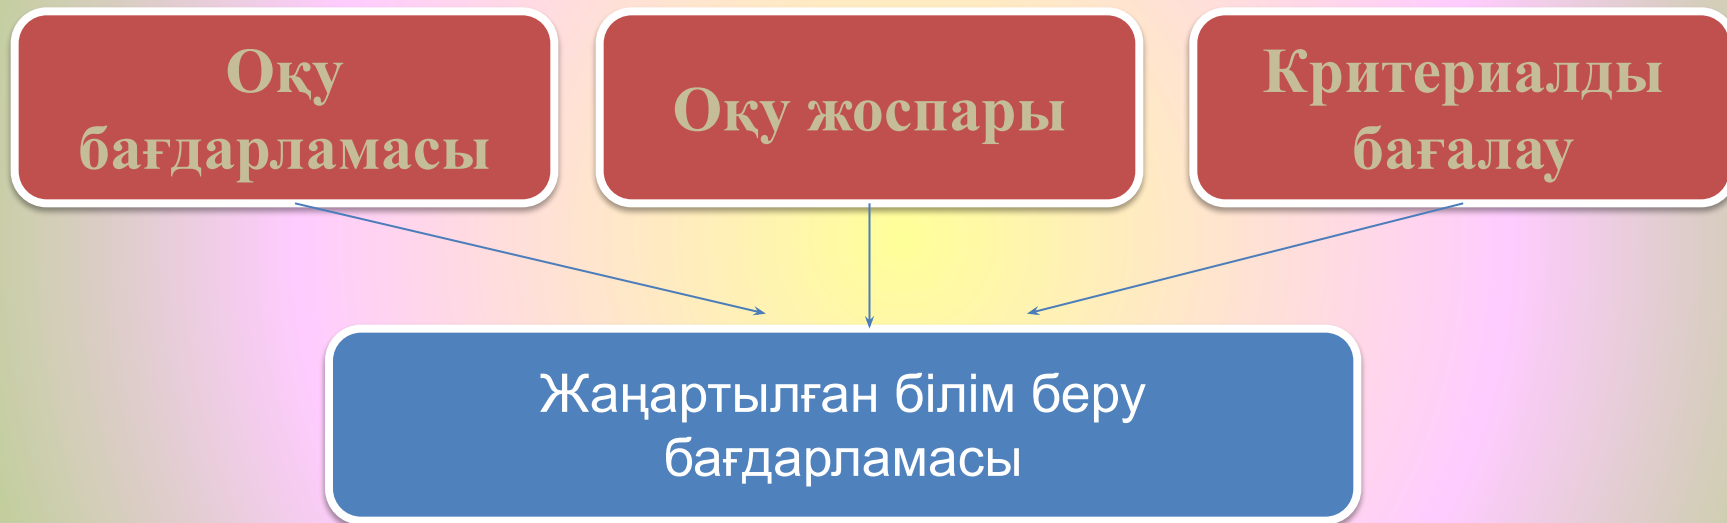 Оқу
бағдарламасы
Оқу жоспары
Критериалды
бағалау
Жаңартылған білім беру
бағдарламасы